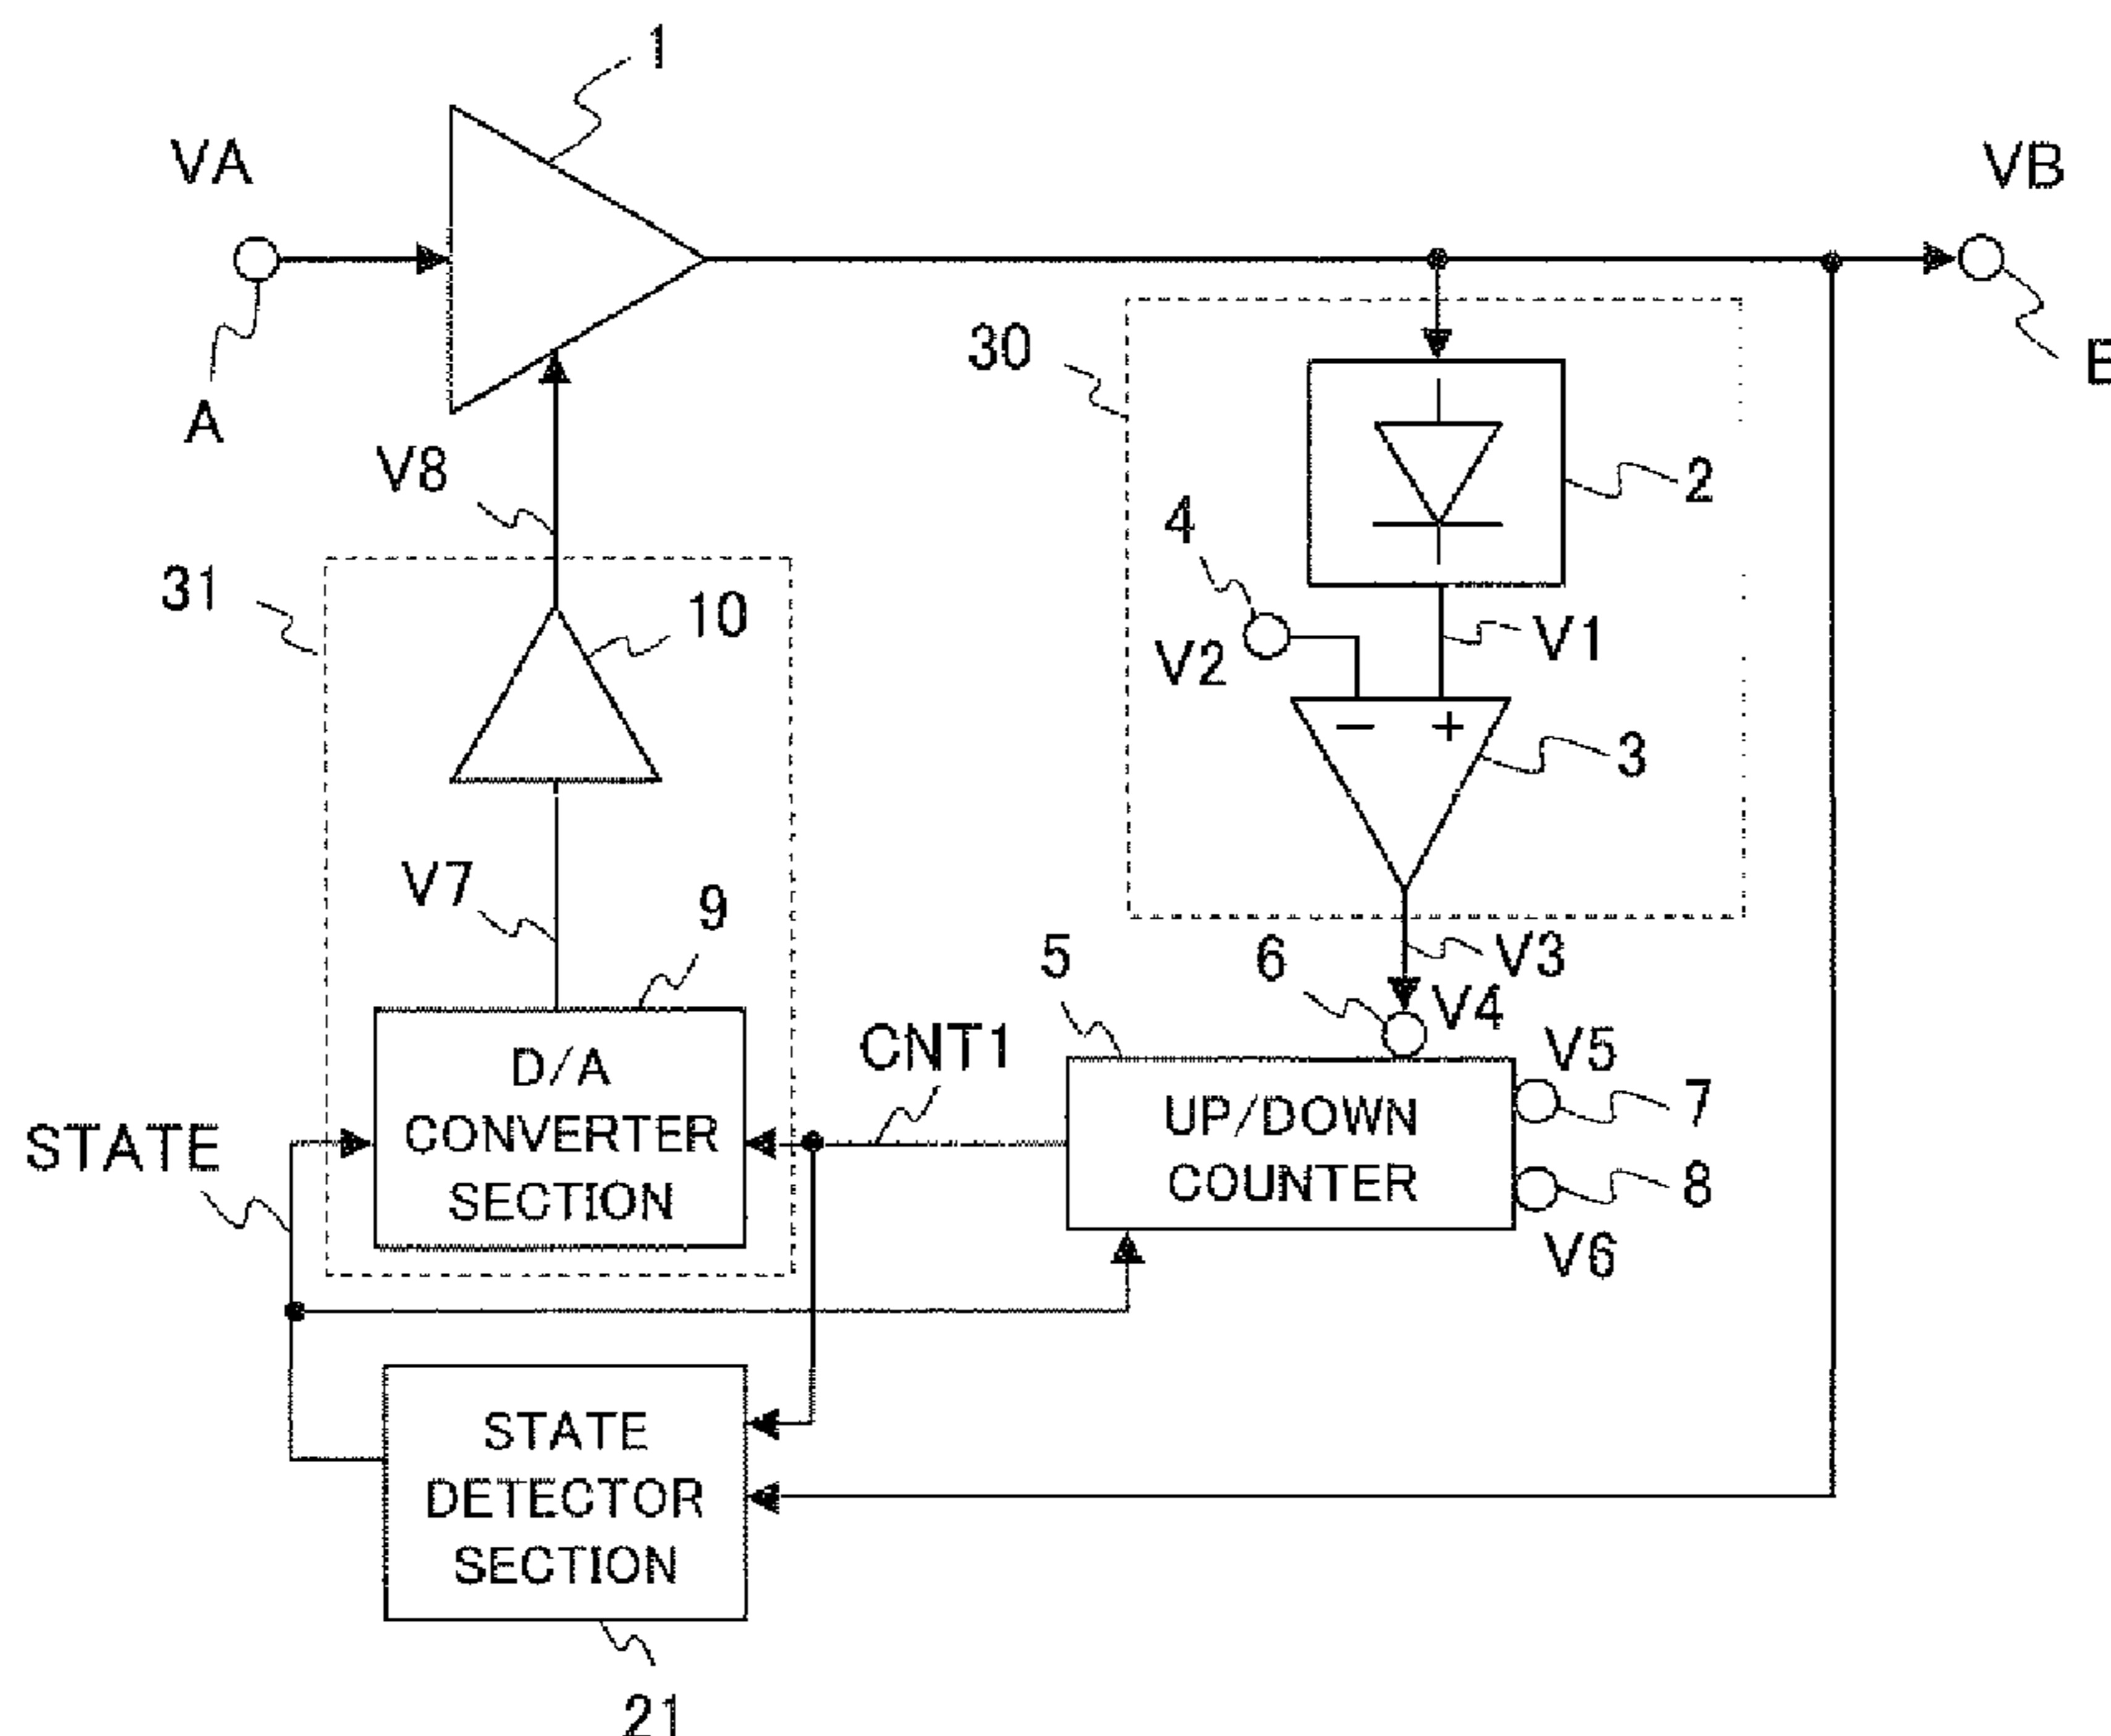 1
VA
VB
30
A
V8
2
4
31
10
V1
V2
− +
3
V7
9
5
6
V3
V4
CNT1
V5
D/A
CONVERTER
SECTION
UP/DOWN
COUNTER
7
STATE
8
V6
STATE
DETECTOR
SECTION
21